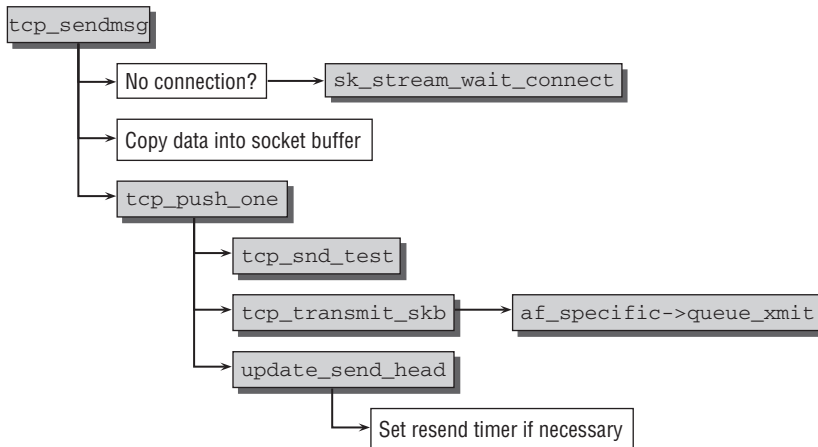 tcp_sendmsg
No connection?
sk_stream_wait_connect
Copy data into socket buffer
tcp_push_one
tcp_snd_test
tcp_transmit_skb
af_specific->queue_xmit
update_send_head
Set resend timer if necessary